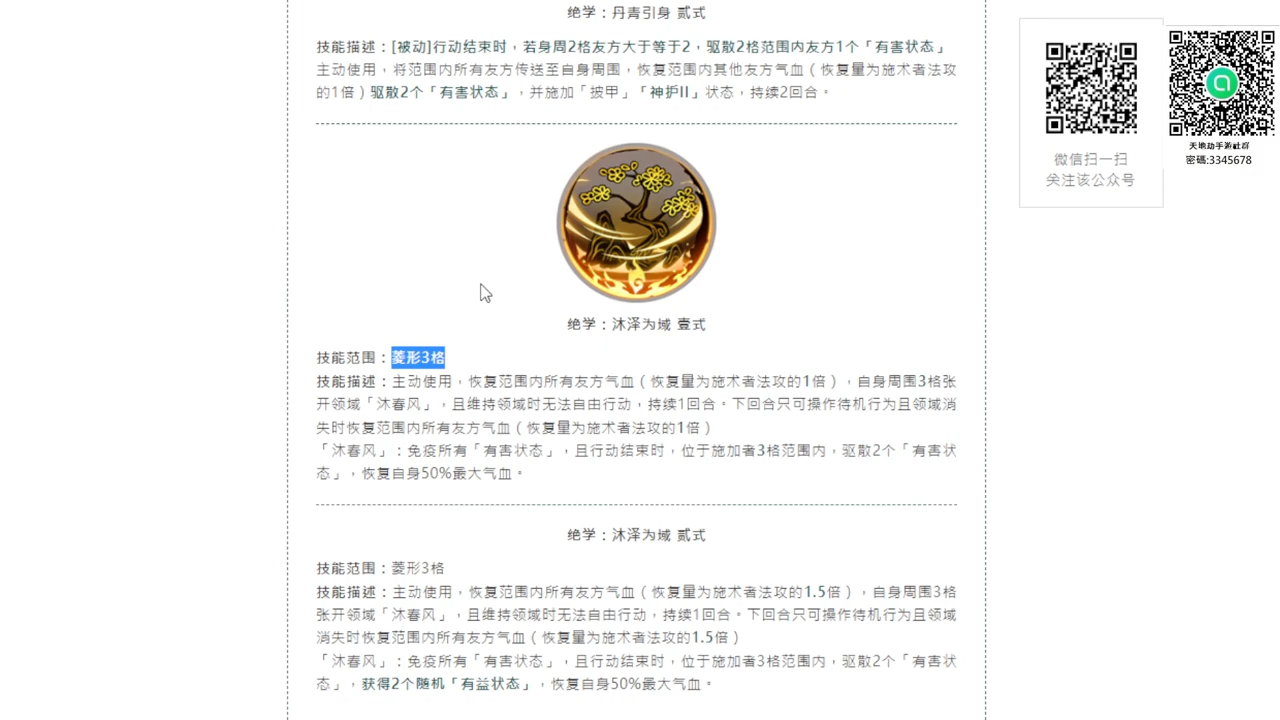 绝学：丹青引身 贰式
技能描述：[被动]行动结束时，若身周2格友方大于等于2，驱散2格范围内友方1个「有害状态」
主动使用，将范围内所有友方传送至自身周围，恢复范围内其他友方气血（恢复量为施术者法攻
的1倍）驱散2个「有害状态」，并施加「披甲」「神护II」状态，持续2回合。
绝学：沐泽为域 壹式
技能范围：菱形3格
技能描述：主动使用，恢复范围内所有友方气血（恢复量为施术者法攻的1倍），自身周围3格张
开领域「沐春风」，且维持领域时无法自由行动，持续1回合。下回合只可操作待机行为且领域消
失时恢复范围内所有友方气血（恢复量为施术者法攻的1倍）
「沐春风」：免疫所有「有害状态」，且行动结束时，位于施加者3格范围内，驱散2个「有害状
态」，恢复自身50%最大气血。
绝学：沐泽为域 贰式
技能范围：菱形3格
技能描述：主动使用，恢复范围内所有友方气血（恢复量为施术者法攻的1.5倍），自身周围3格
张开领域「沐春风」，且维持领域时无法自由行动，持续1回合。下回合只可操作待机行为且领域
消失时恢复范围内所有友方气血（恢复量为施术者法攻的1.5倍）
「沐春风」：免疫所有「有害状态」，且行动结束时，位于施加者3格范围内，驱散2个「有害状
态」，获得2个随机「有益状态」，恢复自身50%最大气血。
微信扫一扫
关注该公众号
天地劫手游社群
密碼:3345678